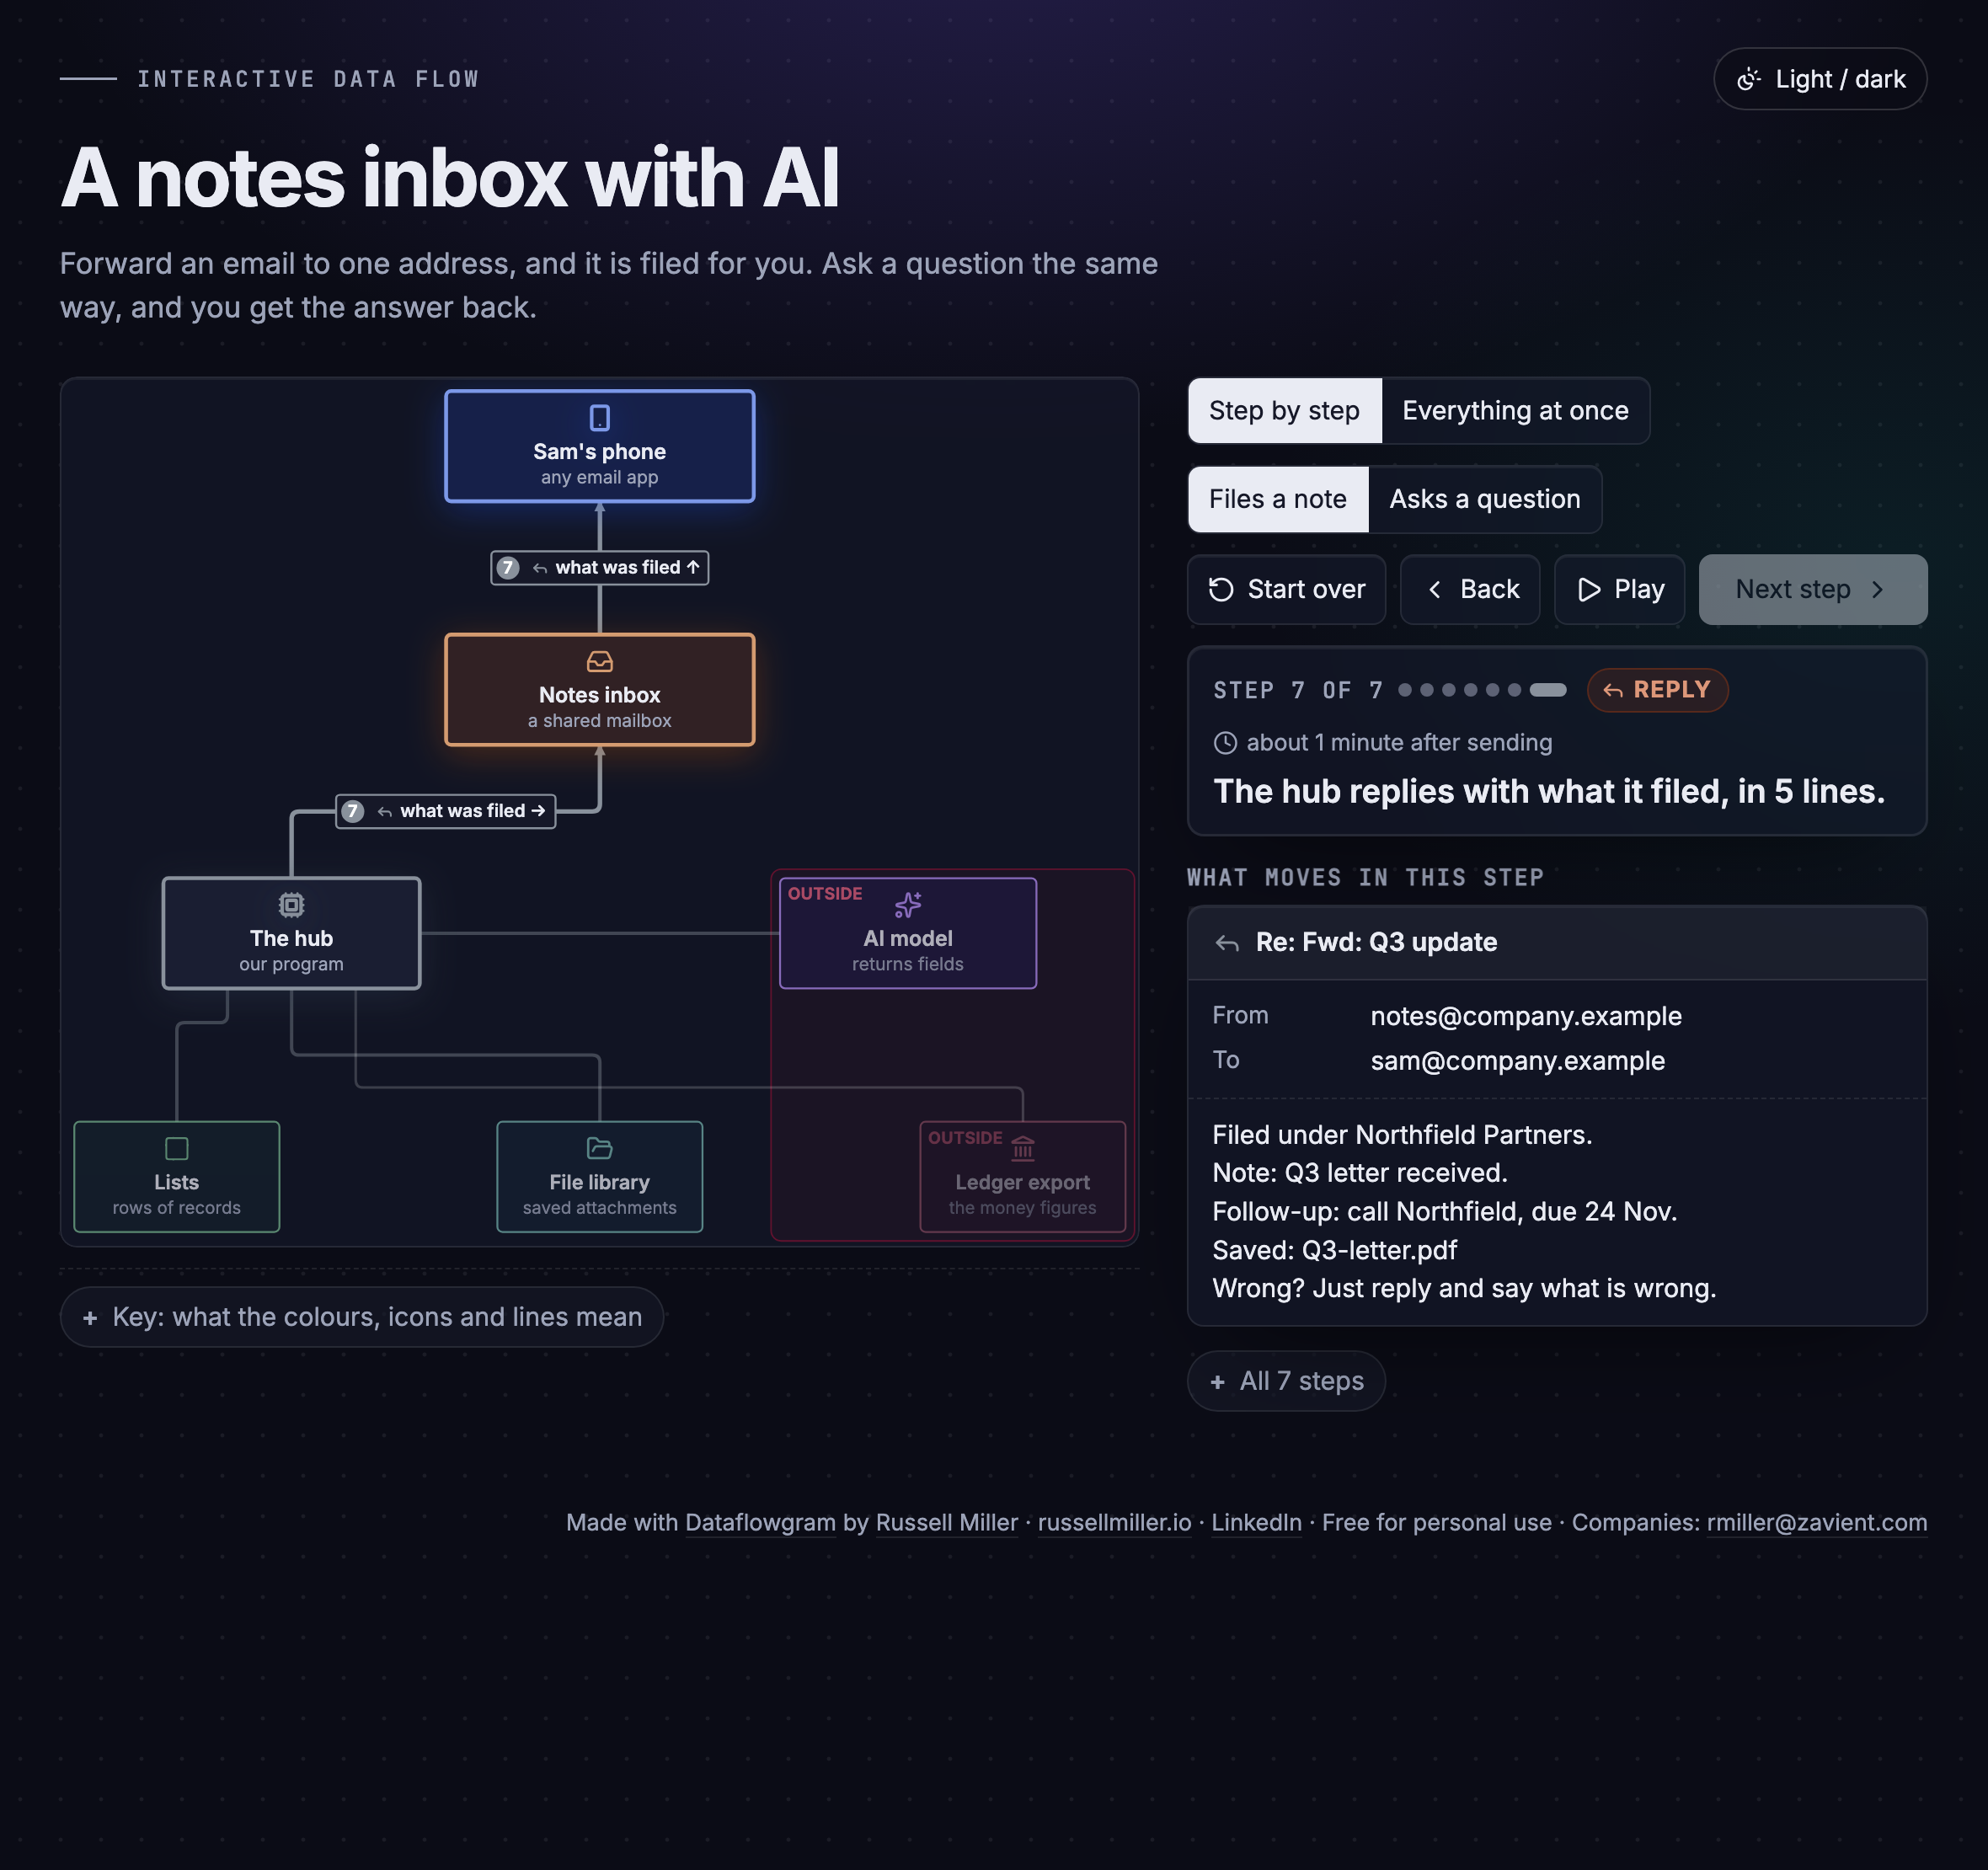 INTERACTIVE DATA FLOW
Light / dark
A notes inbox with AI
Forward an email to one address, and it is filed for you. Ask a question the same
way, and you get the answer back.
Sam's phone
any email app
7 what was filed ↑
Notes inbox
a shared mailbox
7 what was filed →
The hub
our program
OUTSIDE
AI model
returns fields
Lists
rows of records
File library
saved attachments
OUTSIDE
Ledger export
the money figures
+ Key: what the colours, icons and lines mean
Step by step
Everything at once
Files a note
Asks a question
Start over
Back
Play
Next step
STEP 7 OF 7
REPLY
about 1 minute after sending
The hub replies with what it filed, in 5 lines.
WHAT MOVES IN THIS STEP
Re: Fwd: Q3 update
From notes@company.example
To sam@company.example
Filed under Northfield Partners.
Note: Q3 letter received.
Follow-up: call Northfield, due 24 Nov.
Saved: Q3-letter.pdf
Wrong? Just reply and say what is wrong.
+ All 7 steps
Made with Dataflowgram by Russell Miller · russellmiller.io · LinkedIn · Free for personal use · Companies: rmiller@zavient.com